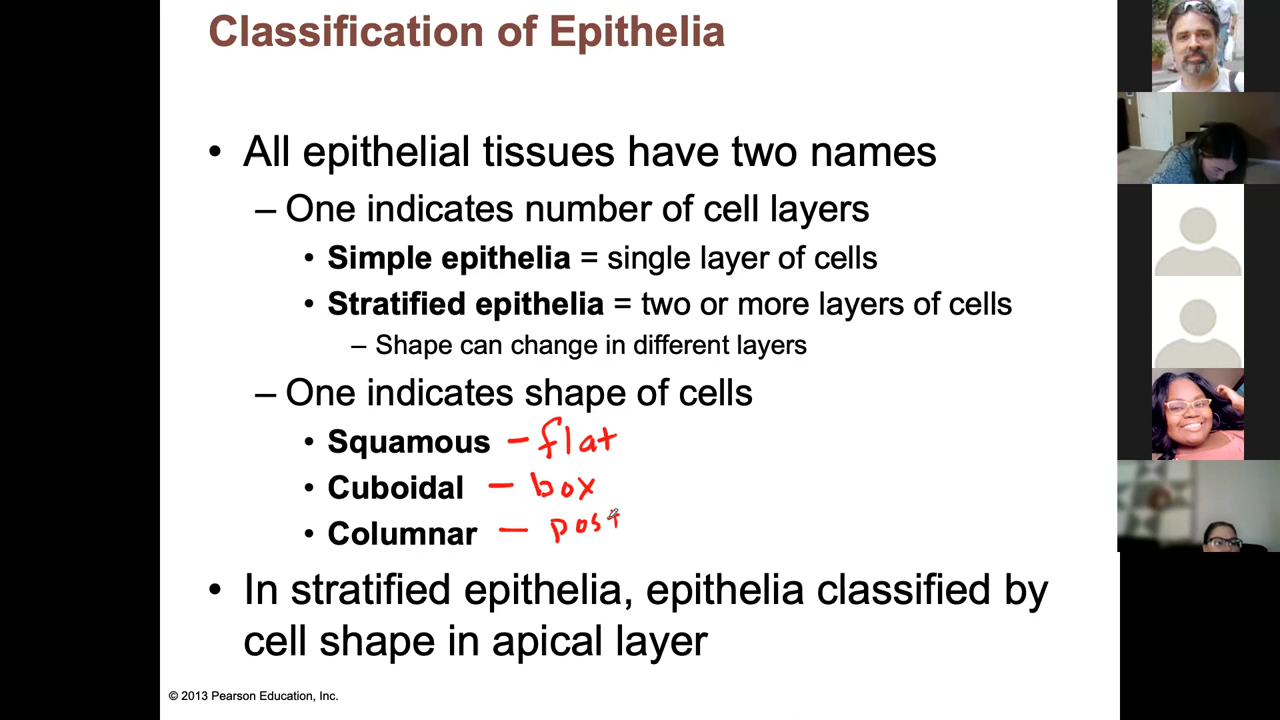 Classification of Epithelia
• All epithelial tissues have two names
– One indicates number of cell layers
• Simple epithelia = single layer of cells
• Stratified epithelia = two or more layers of cells
– Shape can change in different layers
– One indicates shape of cells
• Squamous – flat
• Cuboidal – box
• Columnar – post
• In stratified epithelia, epithelia classified by
cell shape in apical layer
© 2013 Pearson Education, Inc.